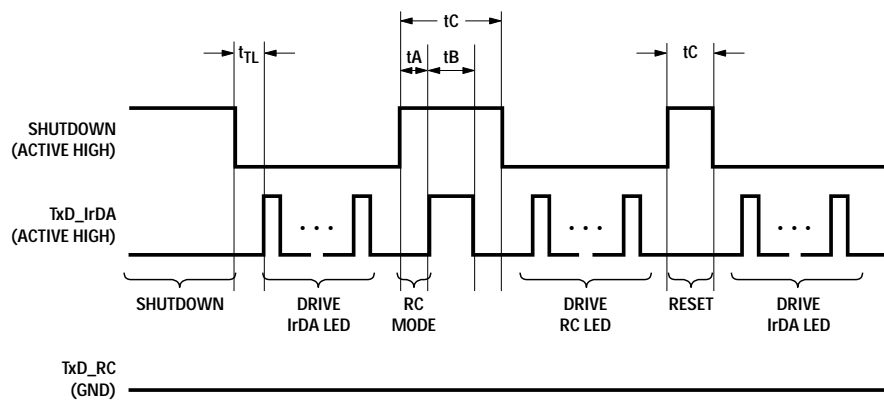 tC
tTL
tA
tB
tC
SHUTDOWN
(ACTIVE HIGH)
TxD_IrDA
(ACTIVE HIGH)
SHUTDOWN
DRIVE
IrDA LED
RC
MODE
DRIVE
RC LED
RESET
DRIVE
IrDA LED
TxD_RC
(GND)